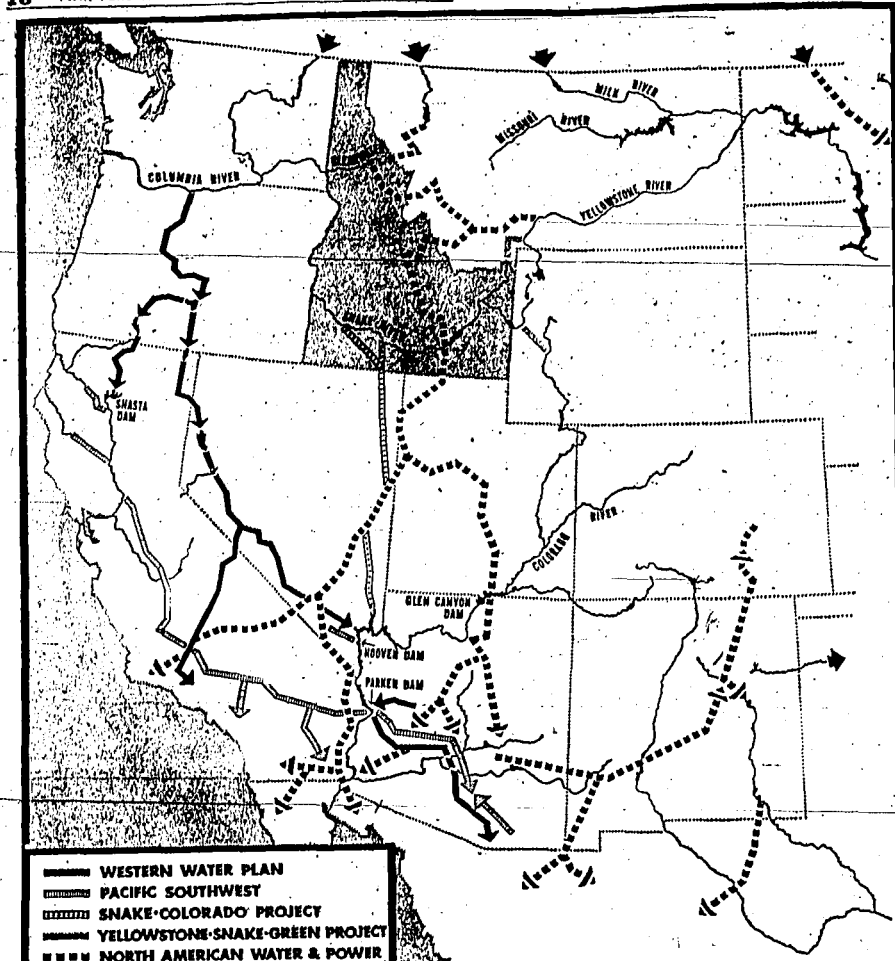 18
MILK RIVER
MISSOURI RIVER
COLUMBIA RIVER
YELLOWSTONE RIVER
SHASTA
DAM
COLORADO RIVER
GLEN CANYON
DAM
HOOVER DAM
PARKER DAM
WESTERN WATER PLAN
PACIFIC SOUTHWEST
SNAKE•COLORADO PROJECT
YELLOWSTONE•SNAKE•GREEN PROJECT
NORTH AMERICAN WATER & POWER